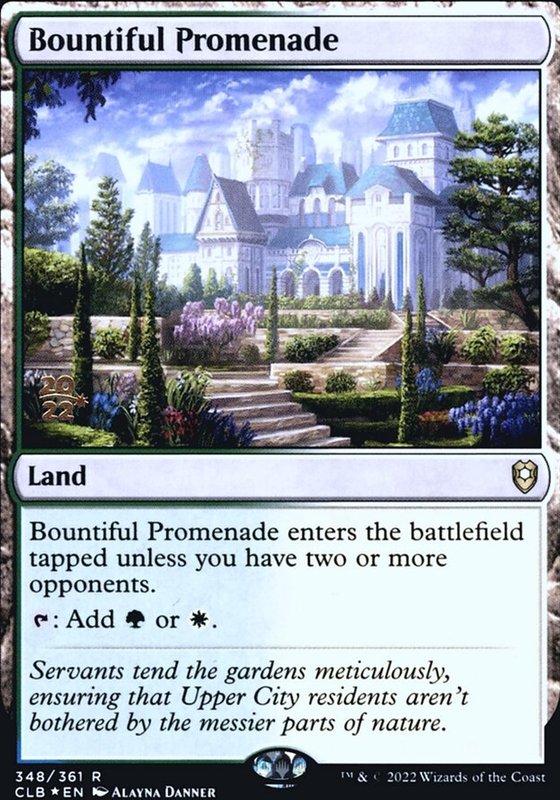 Bountiful Promenade
20
22
Land
Bountiful Promenade enters the battlefield
tapped unless you have two or more
opponents.
: Add or .
Servants tend the gardens meticulously,
ensuring that Upper City residents aren't
bothered by the messier parts of nature.
348/361 R
™ & © 2022 Wizards of the Coast
CLB ★ EN Alayna Danner